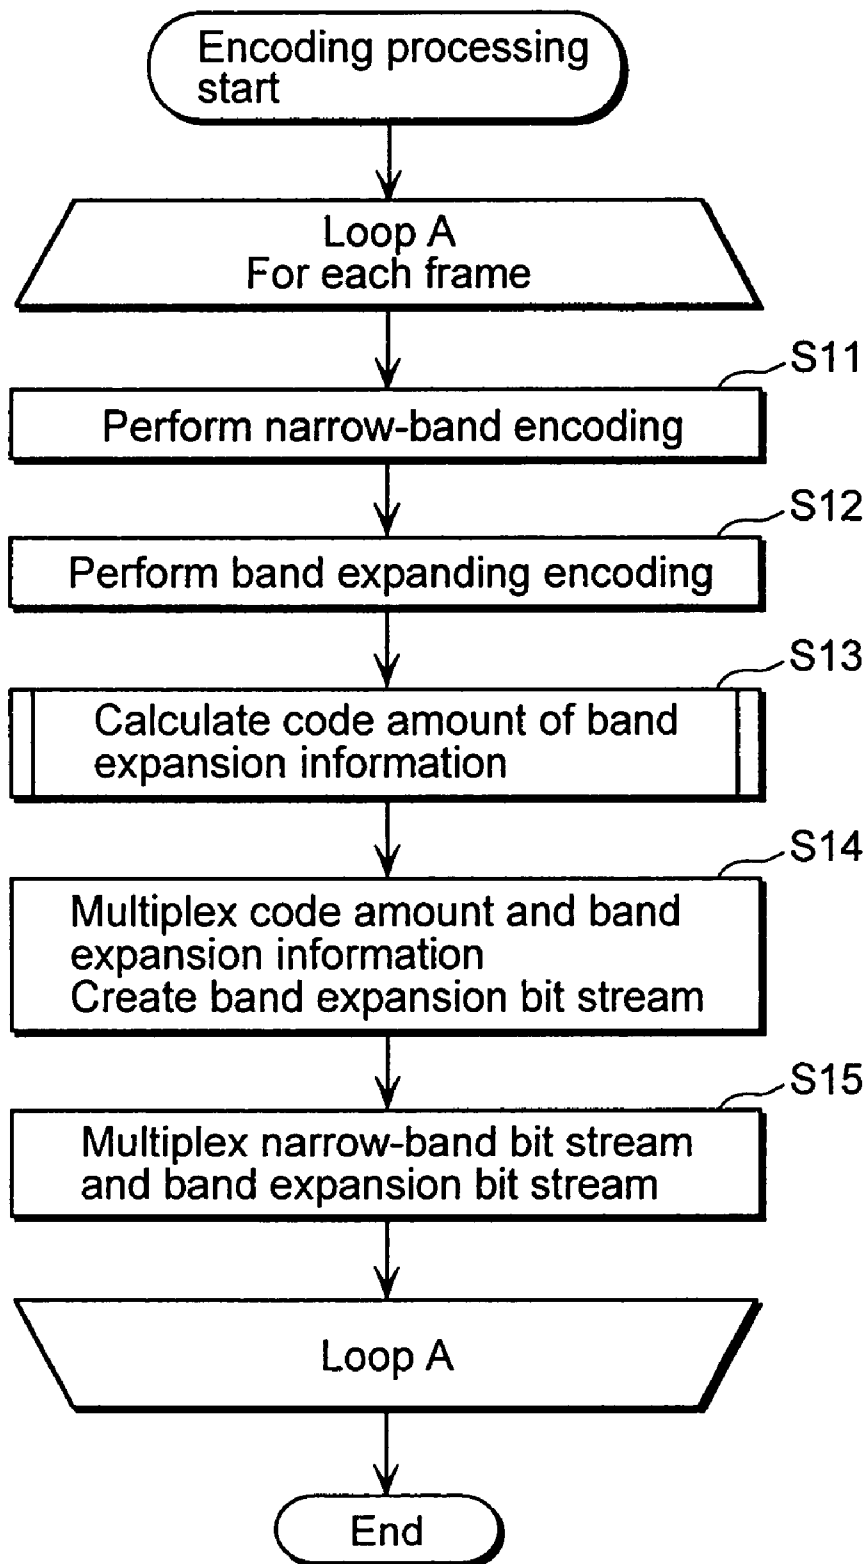 Encoding processing
start
Loop A
For each frame
S11
Perform narrow-band encoding
S12
Perform band expanding encoding
S13
Calculate code amount of band
expansion information
S14
Multiplex code amount and band
expansion information
Create band expansion bit stream
S15
Multiplex narrow-band bit stream
and band expansion bit stream
Loop A
End